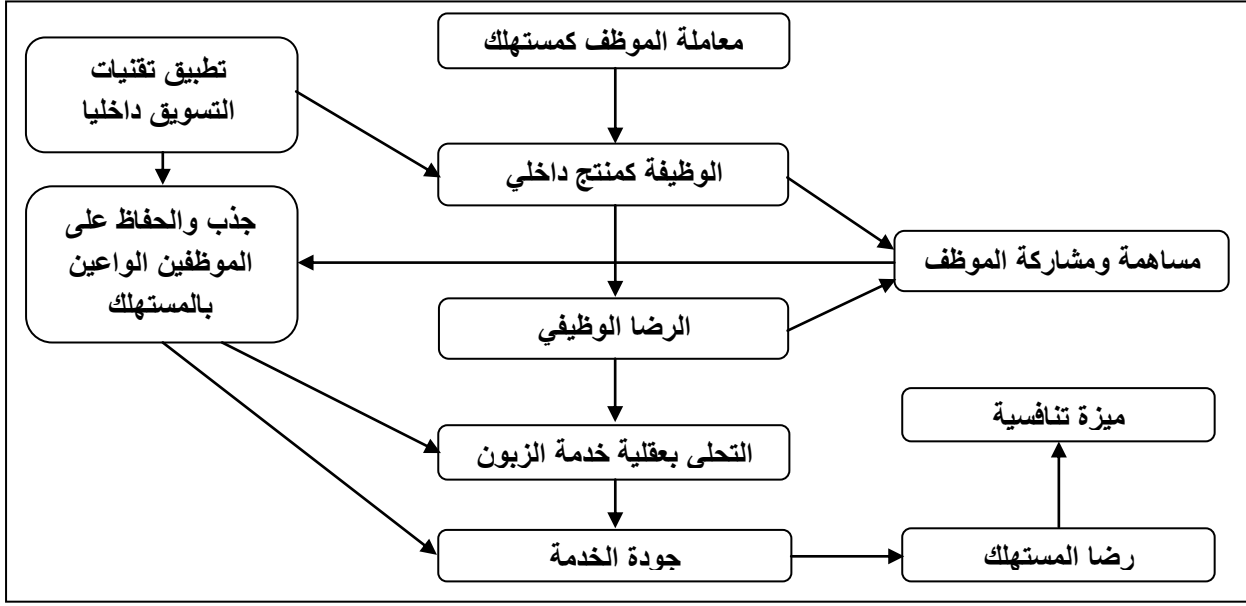 معاملة الموظف كمستهلك
تطبيق تقنيات
التسويق داخليا
الوظيفة كمنتج داخلي
جذب والحفاظ على
الموظفين الواعين
بالمستهلك
مساهمة ومشاركة الموظف
الرضا الوظيفي
ميزة تنافسية
التحلى بعقلية خدمة الزبون
جودة الخدمة
رضا المستهلك